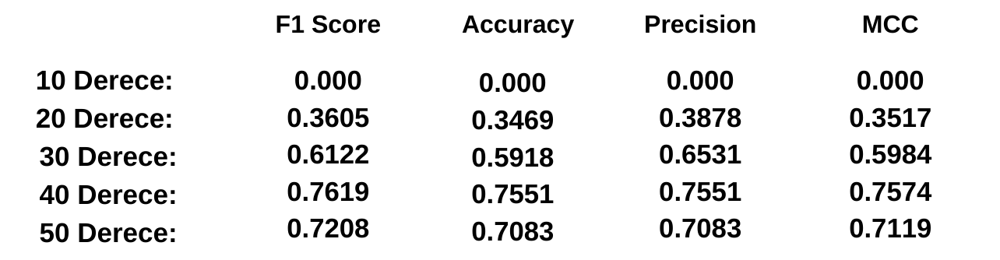 F1 Score Accuracy Precision MCC
10 Derece: 0.000 0.000 0.000 0.000
20 Derece: 0.3605 0.3469 0.3878 0.3517
30 Derece: 0.6122 0.5918 0.6531 0.5984
40 Derece: 0.7619 0.7551 0.7551 0.7574
50 Derece: 0.7208 0.7083 0.7083 0.7119